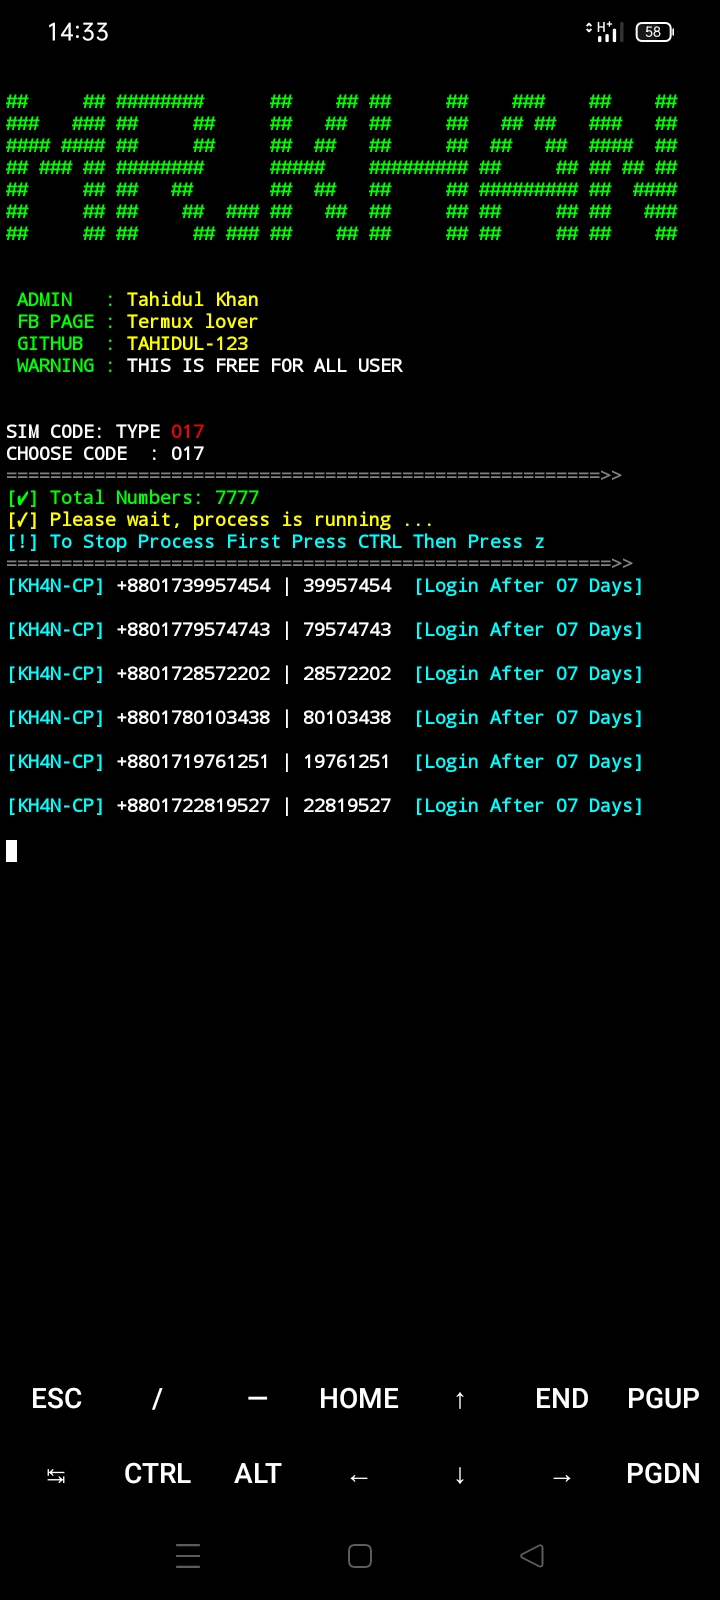 14:33
H+
58
MR.KHAN
ADMIN : Tahidul Khan
FB PAGE : Termux lover
GITHUB : TAHIDUL-123
WARNING : THIS IS FREE FOR ALL USER
SIM CODE: TYPE 017
CHOOSE CODE : 017
======================================================>>
[✔] Total Numbers: 7777
[✓] Please wait, process is running ...
[!] To Stop Process First Press CTRL Then Press z
=======================================================>>
[KH4N-CP] +8801739957454 | 39957454 [Login After 07 Days]
[KH4N-CP] +8801779574743 | 79574743 [Login After 07 Days]
[KH4N-CP] +8801728572202 | 28572202 [Login After 07 Days]
[KH4N-CP] +8801780103438 | 80103438 [Login After 07 Days]
[KH4N-CP] +8801719761251 | 19761251 [Login After 07 Days]
[KH4N-CP] +8801722819527 | 22819527 [Login After 07 Days]
ESC / — HOME ↑ END PGUP
↹ CTRL ALT ← ↓ → PGDN